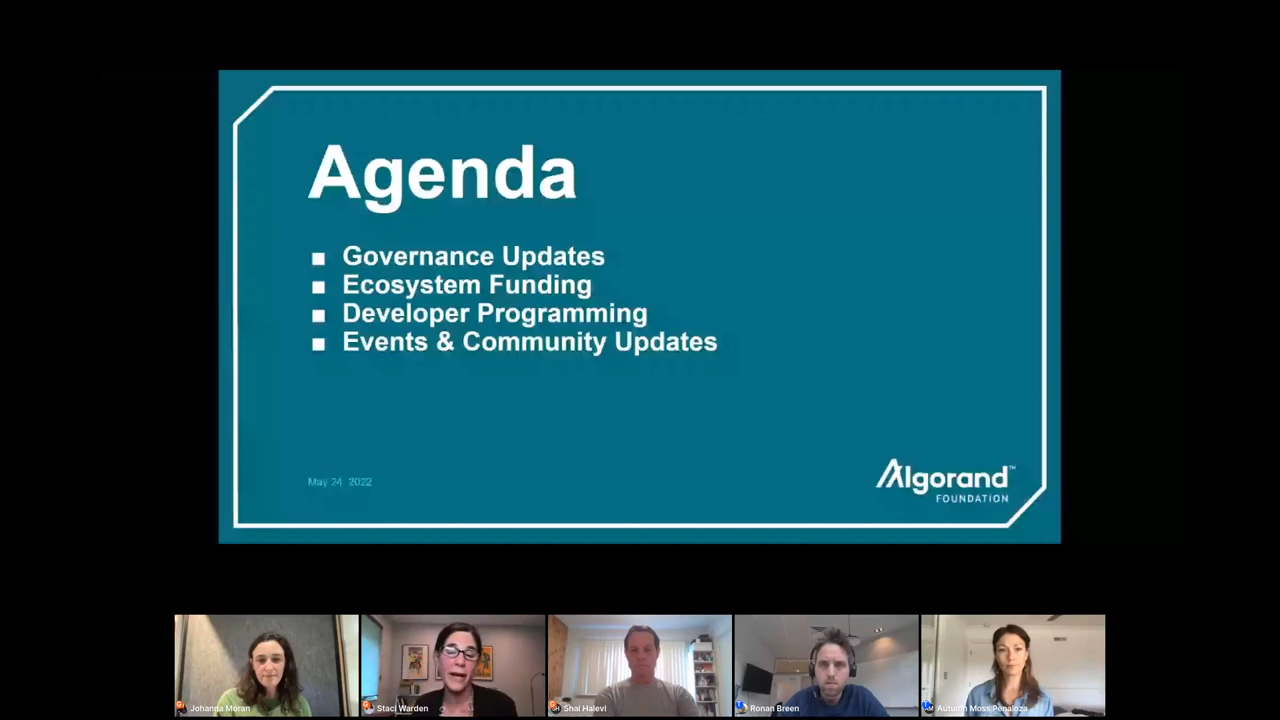 Agenda
■ Governance Updates
■ Ecosystem Funding
■ Developer Programming
■ Events & Community Updates
May 24, 2022
Algorand™
FOUNDATION
Johanna Moran
Staci Warden
Shai Halevi
Ronan Breen
Autumn Moss Penaloza